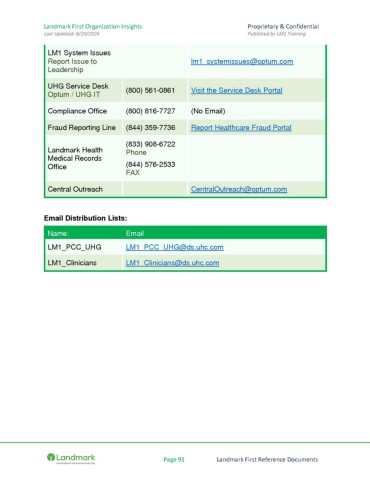 Landmark First Organization Insights Proprietary & Confidential
Last Updated: 6/20/2024 Published by LM1 Training
LM1 System Issues
Report Issue to
Leadership
lm1_systemissues@optum.com
UHG Service Desk
Optum / UHG IT
(800) 561-0861
Visit the Service Desk Portal
Compliance Office (800) 816-7727 (No Email)
Fraud Reporting Line (844) 359-7736 Report Healthcare Fraud Portal
Landmark Health
Medical Records
Office
(833) 908-6722
Phone
(844) 576-2533
FAX
Central Outreach CentralOutreach@optum.com
Email Distribution Lists:
Name: Email
LM1_PCC_UHG LM1_PCC_UHG@ds.uhc.com
LM1_Clinicians LM1_Clinicians@ds.uhc.com
Landmark
Page 91 Landmark First Reference Documents